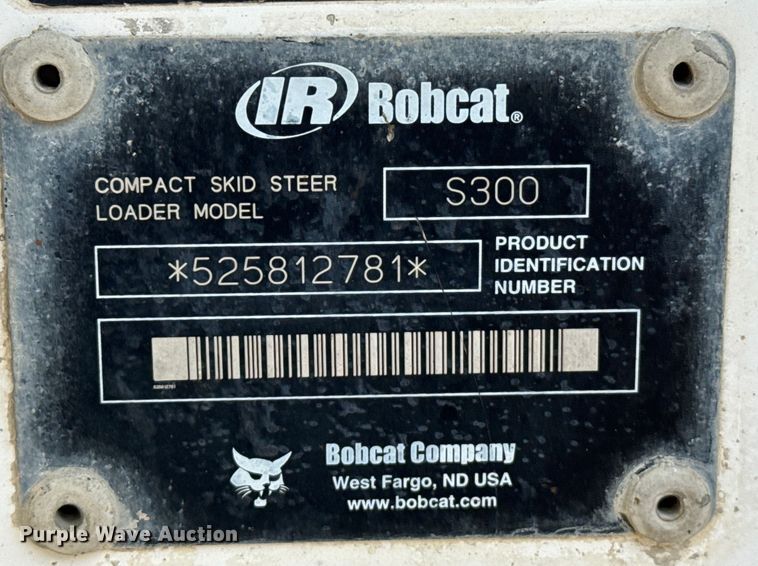 IR Bobcat®
COMPACT SKID STEER
LOADER MODEL
S300
*525812781*
PRODUCT
IDENTIFICATION
NUMBER
525812781
Bobcat Company
West Fargo, ND USA
www.bobcat.com
Purple Wave Auction